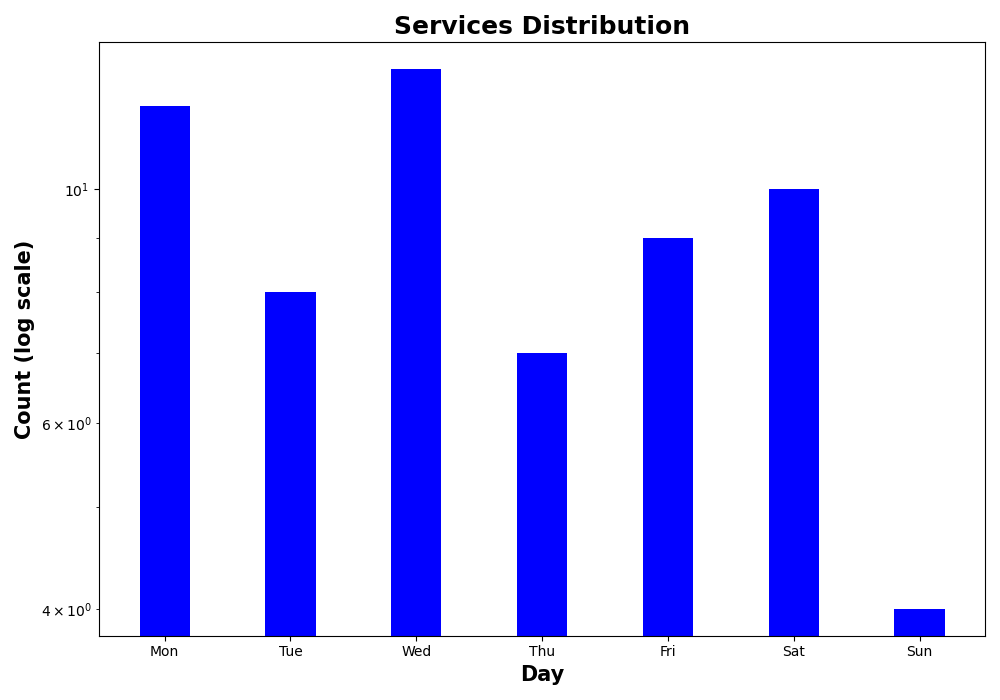 Services Distribution
Count (log scale)
10¹
6 × 10⁰
4 × 10⁰
Mon Tue Wed Thu Fri Sat Sun
Day